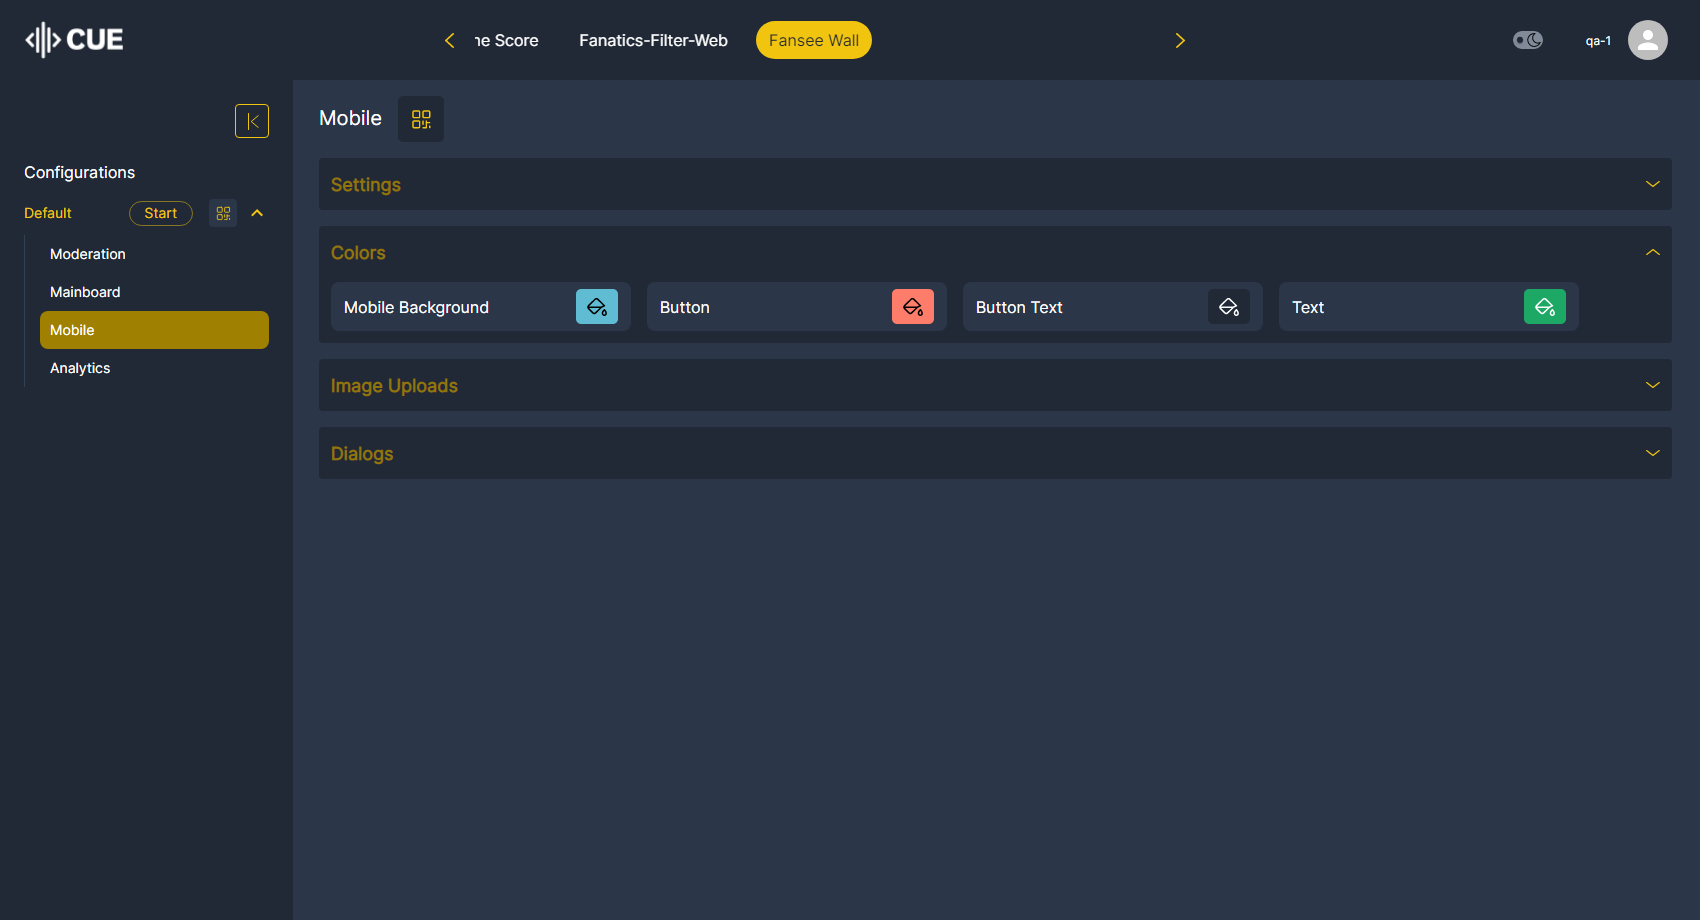 CUE
Fanatics-Filter-Web
Score
Fansee Wall
qa-1
Configurations
Default
Start
Moderation
Mainboard
Mobile
Analytics
Mobile
Settings
Colors
Mobile Background
Button
Button Text
Text
Image Uploads
Dialogs